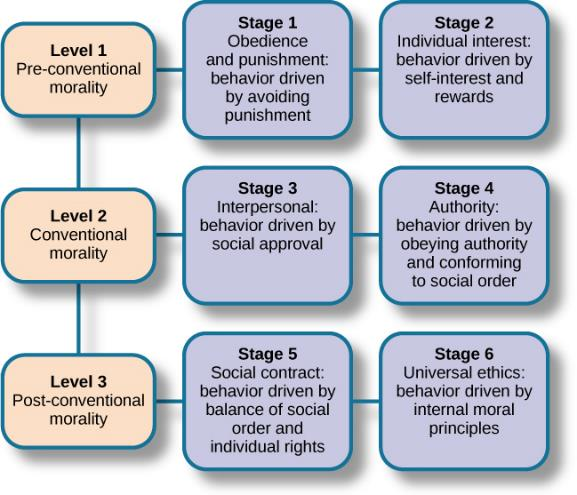 Level 1
Pre-conventional
morality
Stage 1
Obedience
and punishment:
behavior driven
by avoiding
punishment
Stage 2
Individual interest:
behavior driven by
self-interest and
rewards
Level 2
Conventional
morality
Stage 3
Interpersonal:
behavior driven by
social approval
Stage 4
Authority:
behavior driven by
obeying authority
and conforming
to social order
Level 3
Post-conventional
morality
Stage 5
Social contract:
behavior driven by
balance of social
order and
individual rights
Stage 6
Universal ethics:
behavior driven by
internal moral
principles